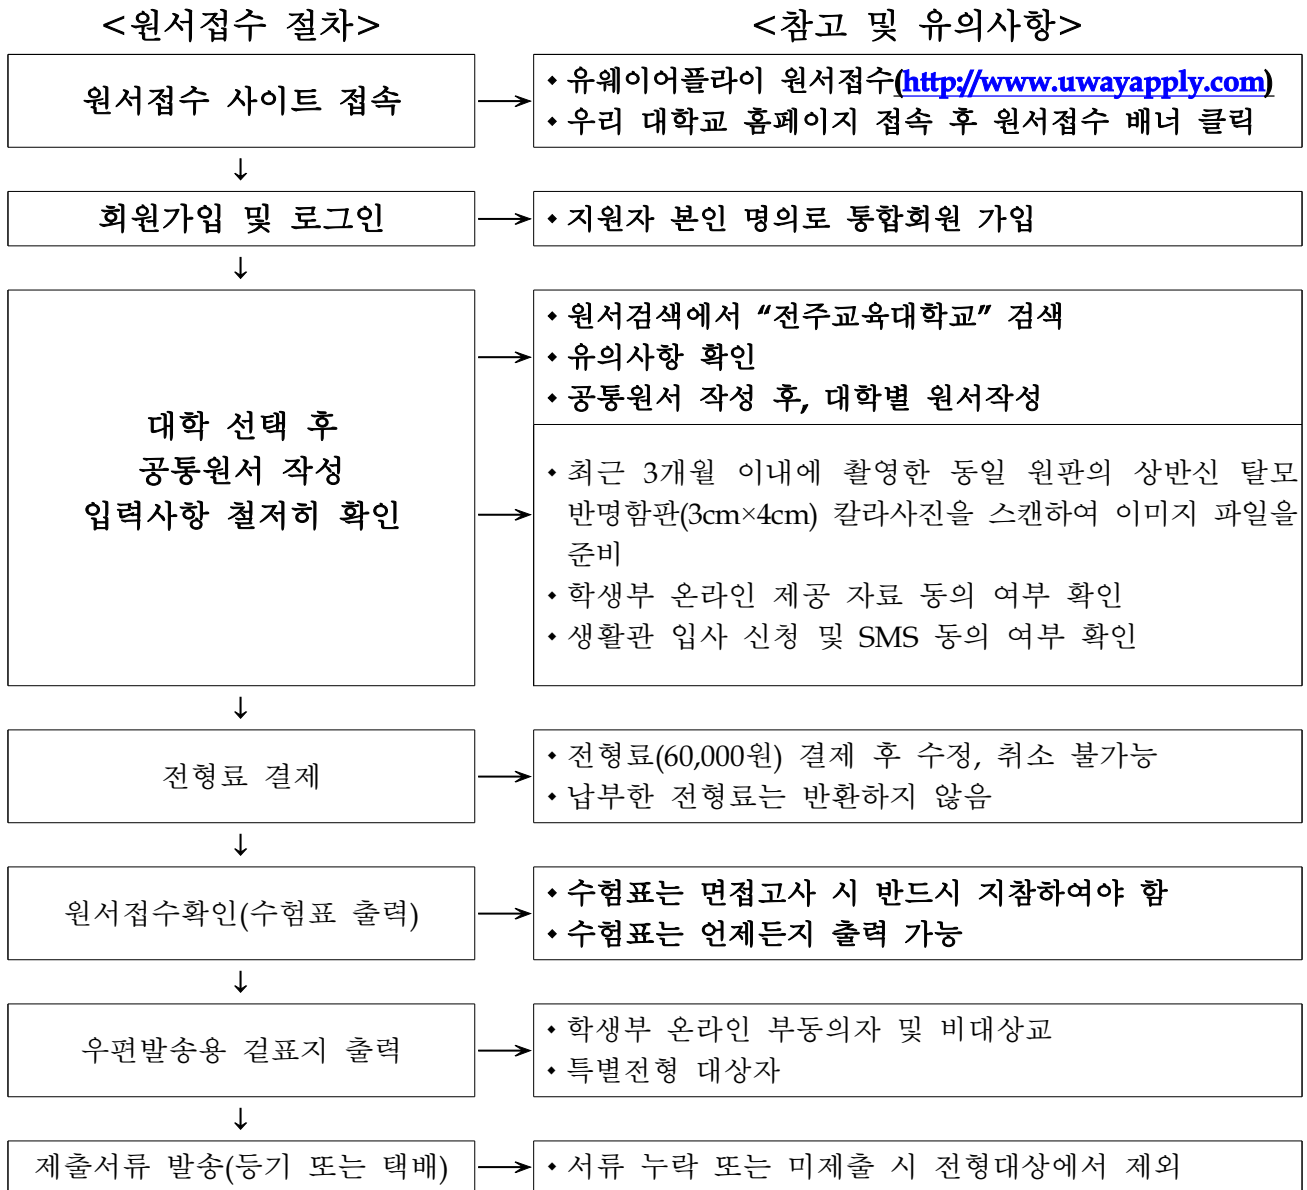 <원서접수 절차>
<참고 및 유의사항>
원서접수 사이트 접속
→
⬩ 유웨이어플라이 원서접수(http://www.uwayapply.com)
⬩ 우리 대학교 홈페이지 접속 후 원서접수 배너 클릭
↓
회원가입 및 로그인
→
⬩ 지원자 본인 명의로 통합회원 가입
↓
대학 선택 후
공통원서 작성
입력사항 철저히 확인
→
⬩ 원서검색에서 “전주교육대학교” 검색
⬩ 유의사항 확인
⬩ 공통원서 작성 후, 대학별 원서작성
→
⬩ 최근 3개월 이내에 촬영한 동일 원판의 상반신 탈모
반명함판(3cm×4cm) 칼라사진을 스캔하여 이미지 파일을
준비
⬩ 학생부 온라인 제공 자료 동의 여부 확인
⬩ 생활관 입사 신청 및 SMS 동의 여부 확인
↓
전형료 결제
→
⬩ 전형료(60,000원) 결제 후 수정, 취소 불가능
⬩ 납부한 전형료는 반환하지 않음
↓
원서접수확인(수험표 출력)
→
⬩ 수험표는 면접고사 시 반드시 지참하여야 함
⬩ 수험표는 언제든지 출력 가능
↓
우편발송용 겉표지 출력
→
⬩ 학생부 온라인 부동의자 및 비대상교
⬩ 특별전형 대상자
↓
제출서류 발송(등기 또는 택배)
→
⬩ 서류 누락 또는 미제출 시 전형대상에서 제외